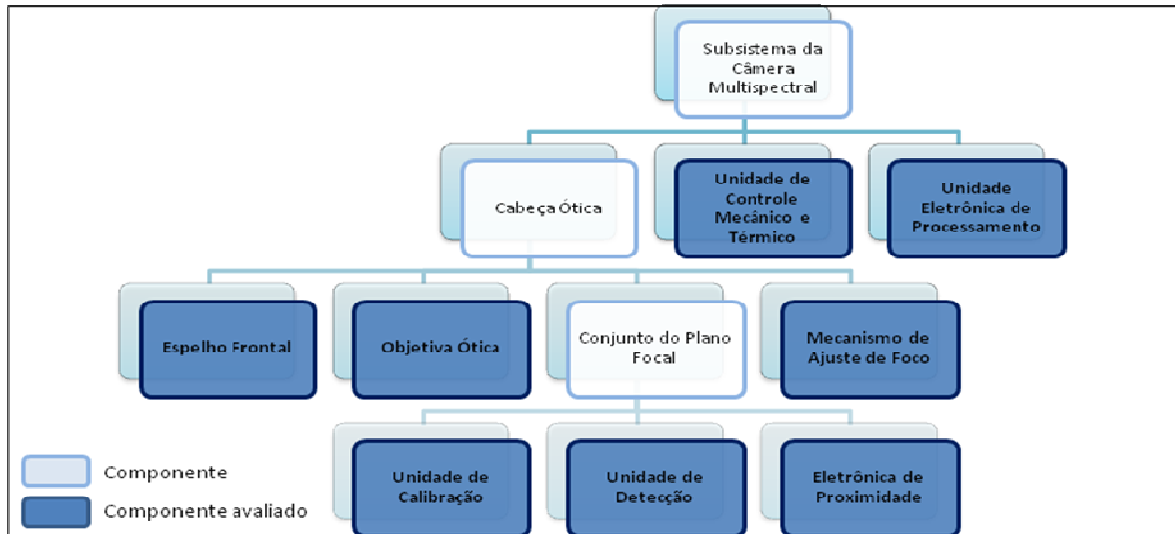 Subsistema da
Câmera
Multispectral
Cabeça Ótica
Unidade de
Controle
Mecânico e
Térmico
Unidade
Eletrônica de
Processamento
Espelho Frontal
Objetiva Ótica
Conjunto do Plano
Focal
Mecanismo de
Ajuste de Foco
Unidade de
Calibração
Unidade de
Detecção
Eletrônica de
Proximidade
Componente
Componente avaliado